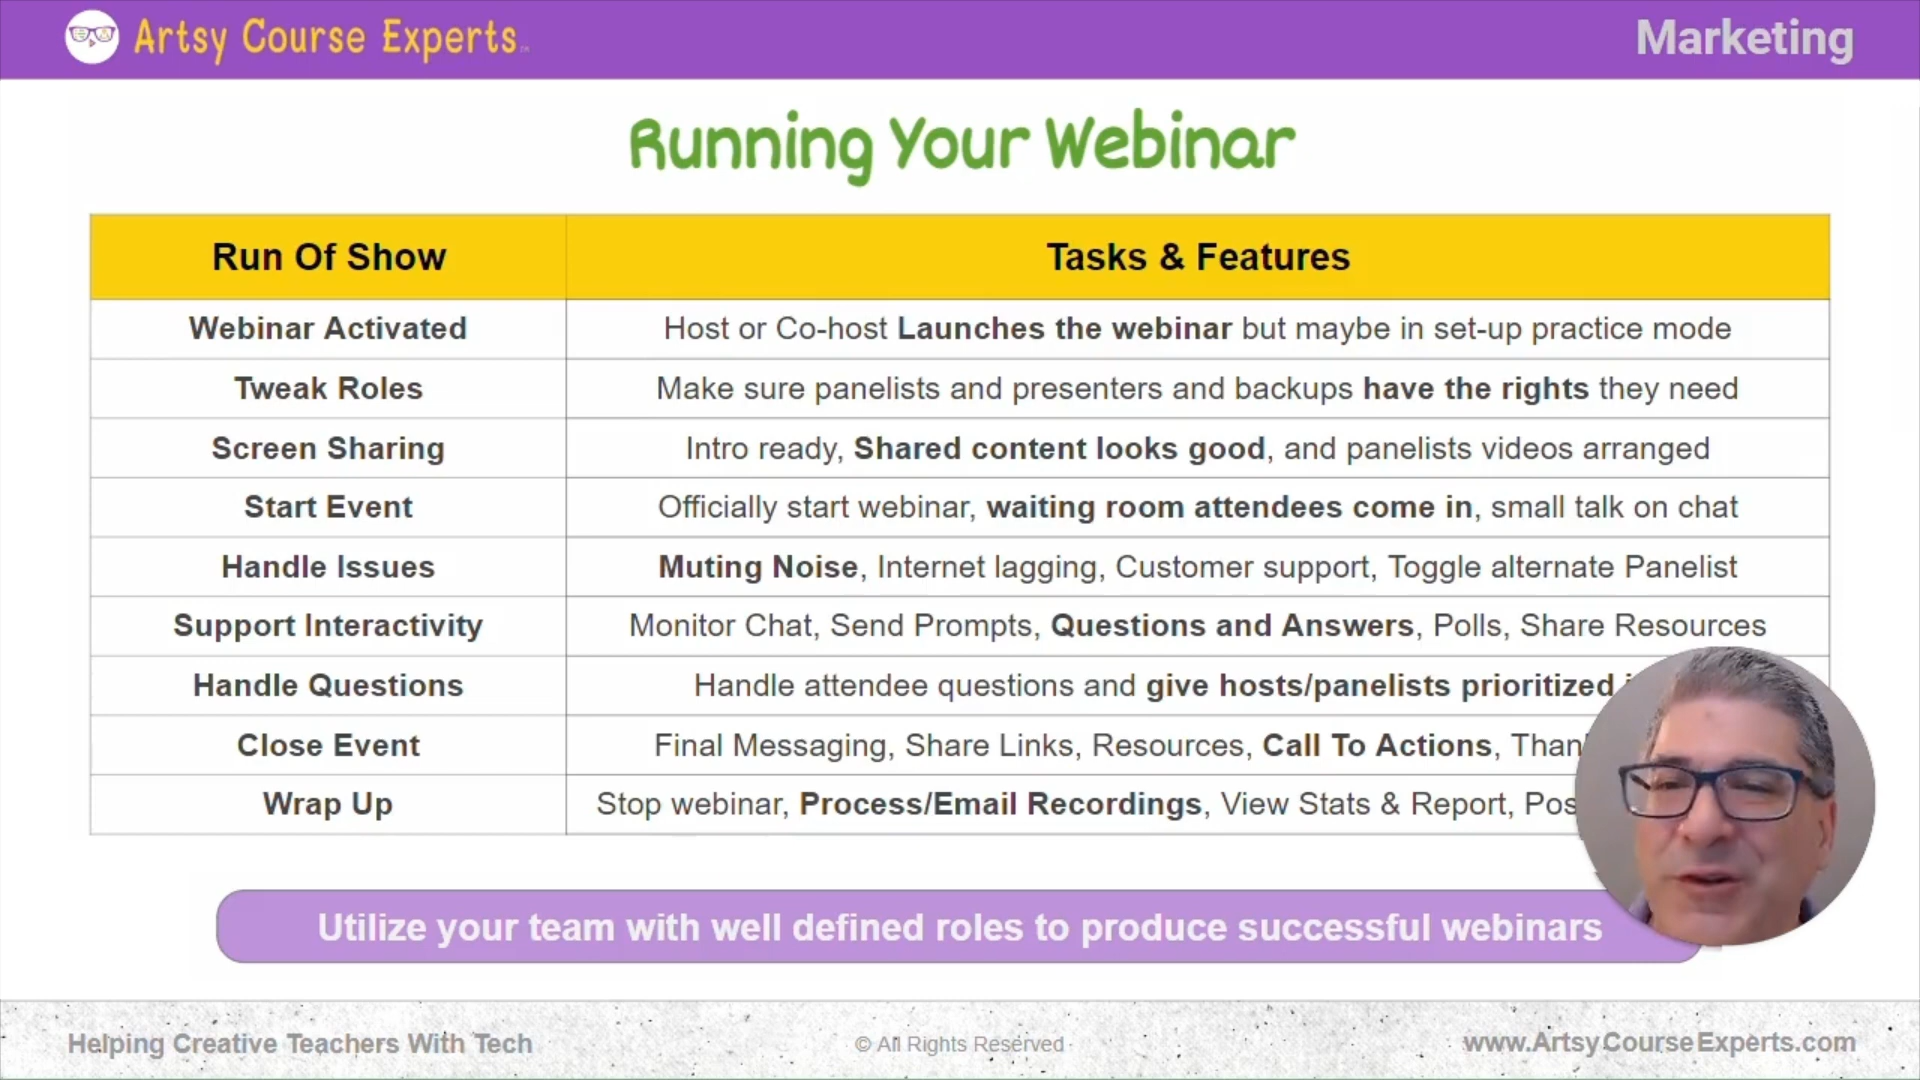 Artsy Course Experts
Marketing
Running Your Webinar
Run Of Show
Tasks & Features
Webinar Activated
Host or Co-host Launches the webinar but maybe in set-up practice mode
Tweak Roles
Make sure panelists and presenters and backups have the rights they need
Screen Sharing
Intro ready, Shared content looks good, and panelists videos arranged
Start Event
Officially start webinar, waiting room attendees come in, small talk on chat
Handle Issues
Muting Noise, Internet lagging, Customer support, Toggle alternate Panelist
Support Interactivity
Monitor Chat, Send Prompts, Questions and Answers, Polls, Share Resources
Handle Questions
Handle attendee questions and give hosts/panelists prioritized
Close Event
Final Messaging, Share Links, Resources, Call To Actions,
Wrap Up
Stop webinar, Process/Email Recordings, View Stats & Report,
Utilize your team with well defined roles to produce successful webinars
Helping Creative Teachers With Tech
© All Rights Reserved
www.ArtsyCourseExperts.com